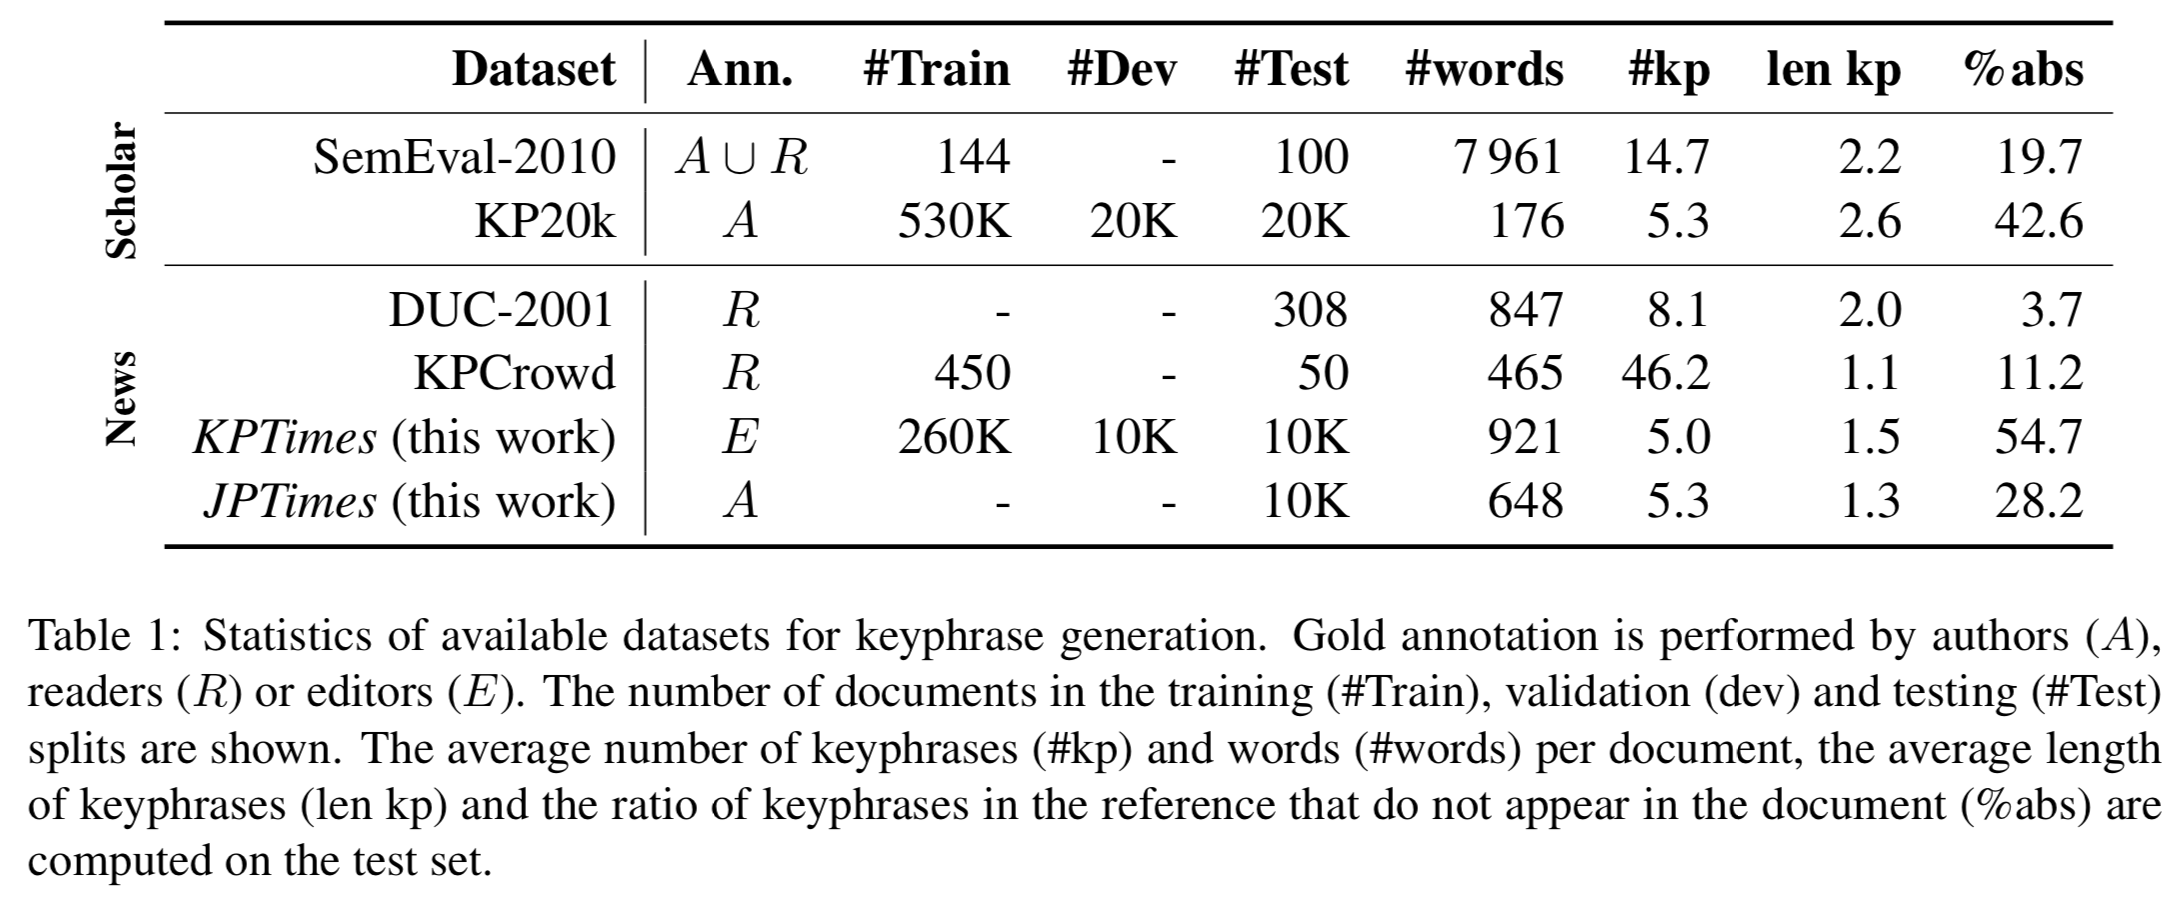 Dataset Ann. #Train #Dev #Test #words #kp len kp %abs
Scholar
SemEval-2010 A ∪ R 144 - 100 7 961 14.7 2.2 19.7
KP20k A 530K 20K 20K 176 5.3 2.6 42.6
News
DUC-2001 R - - 308 847 8.1 2.0 3.7
KPCrowd R 450 - 50 465 46.2 1.1 11.2
KPTimes (this work) E 260K 10K 10K 921 5.0 1.5 54.7
JPTimes (this work) A - - 10K 648 5.3 1.3 28.2
Table 1: Statistics of available datasets for keyphrase generation. Gold annotation is performed by authors (A),
readers (R) or editors (E). The number of documents in the training (#Train), validation (dev) and testing (#Test)
splits are shown. The average number of keyphrases (#kp) and words (#words) per document, the average length
of keyphrases (len kp) and the ratio of keyphrases in the reference that do not appear in the document (%abs) are
computed on the test set.